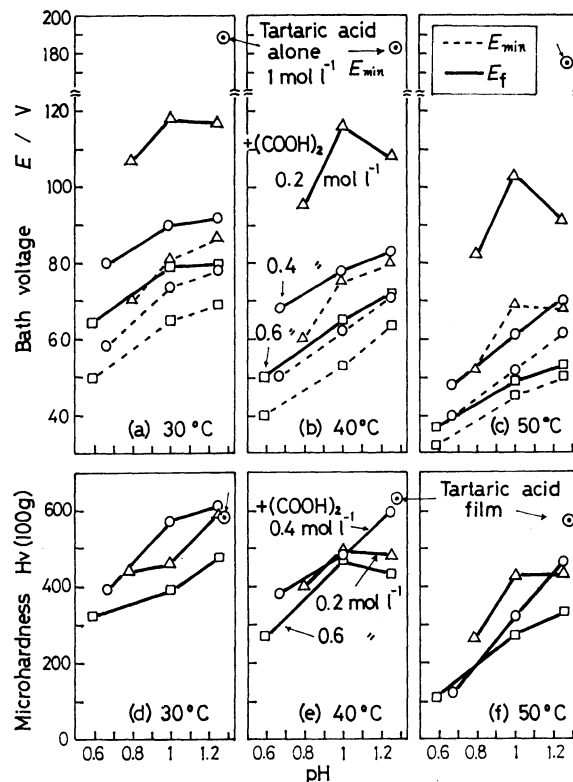 200
180
120
100
80
60
40
Bath voltage E / V
Tartaric acid
alone
1 mol l⁻¹ Emin
+(COOH)₂
0.2 mol l⁻¹
0.4 〃
0.6 〃
Emin
Ef
(a) 30°C
(b) 40°C
(c) 50°C
600
400
200
0
Microhardness Hv(100g)
+(COOH)₂
0.4 mol l⁻¹
0.2 mol l⁻¹
0.6 〃
Tartaric acid
film
(d) 30°C
(e) 40°C
(f) 50°C
0.6 0.8 1 1.2
0.6 0.8 1 1.2
0.6 0.8 1 1.2
pH